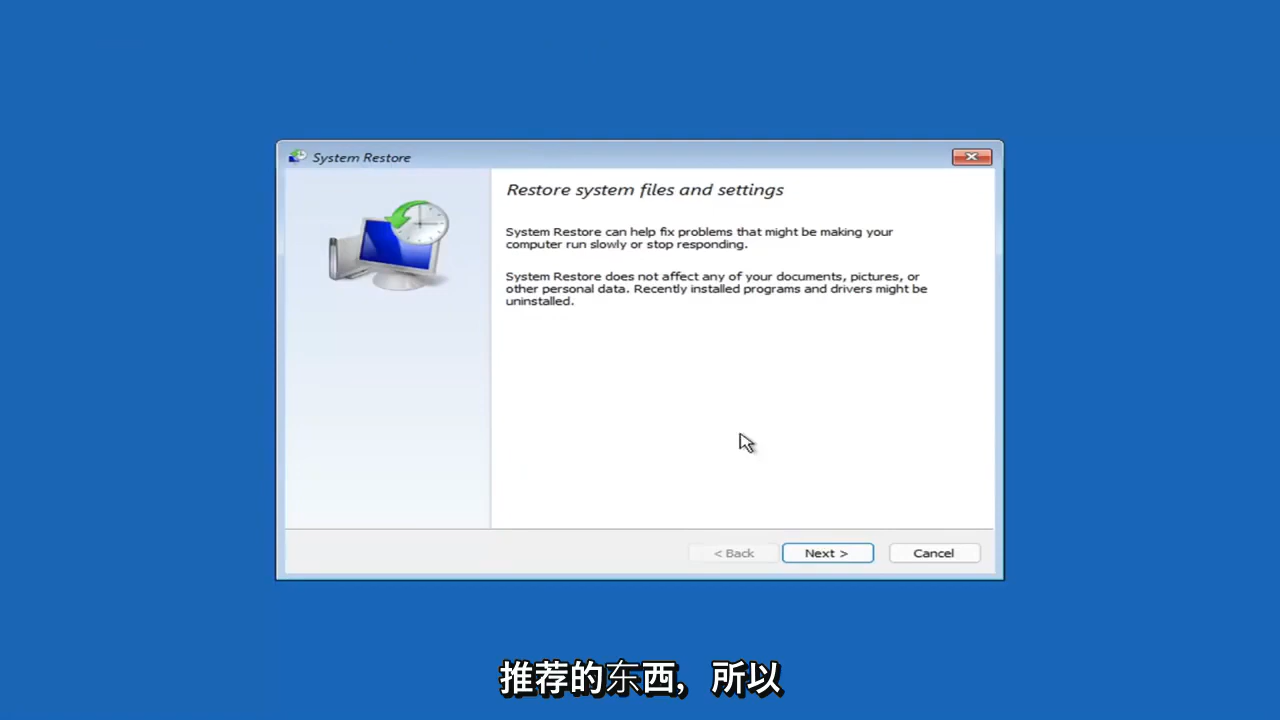 System Restore
Restore system files and settings
System Restore can help fix problems that might be making your
computer run slowly or stop responding.
System Restore does not affect any of your documents, pictures, or
other personal data. Recently installed programs and drivers might be
uninstalled.
< Back
Next >
Cancel
推荐的东西，所以